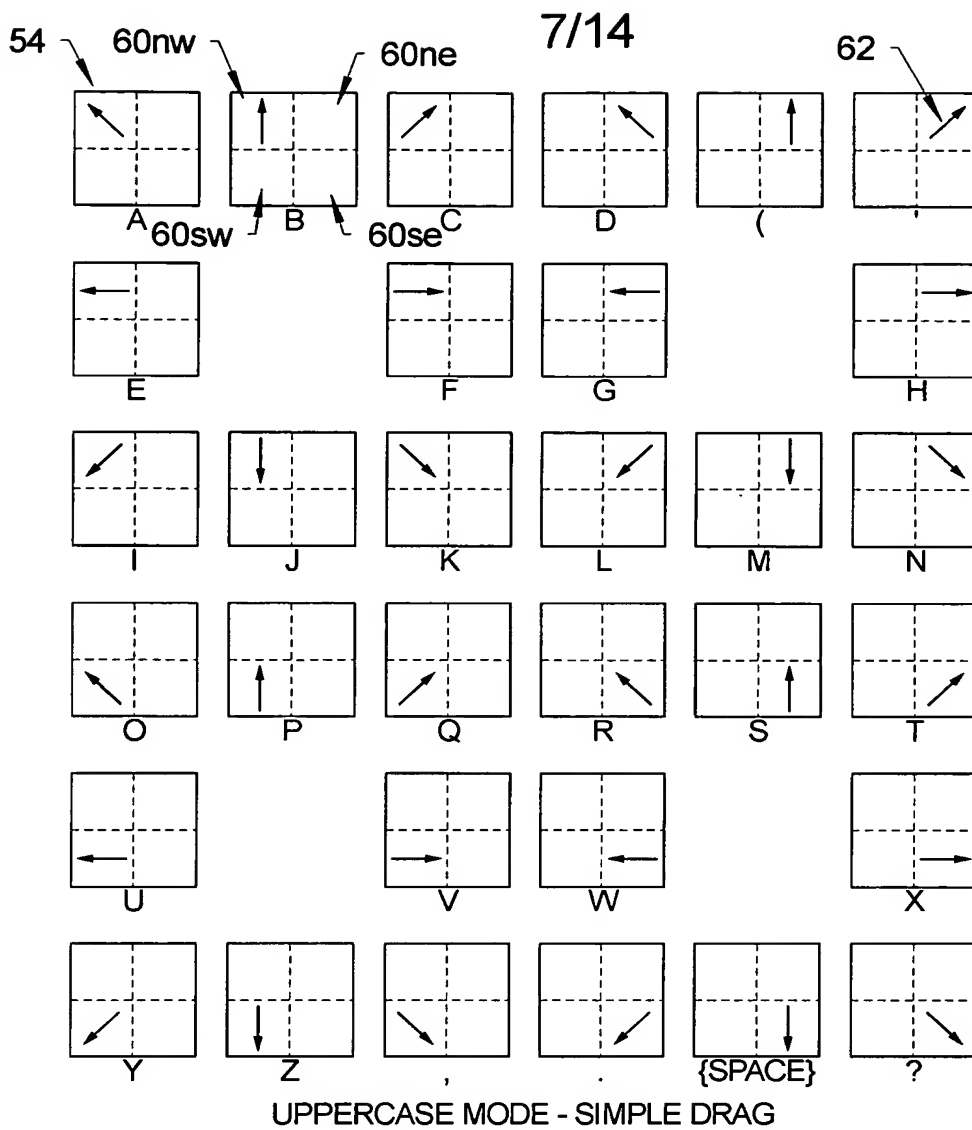 7/14
54 60nw 60ne 62
A B C D ( '
60sw 60se
E F G H
I J K L M N
O P Q R S T
U V W X
Y Z , . {SPACE} ?
UPPERCASE MODE - SIMPLE DRAG